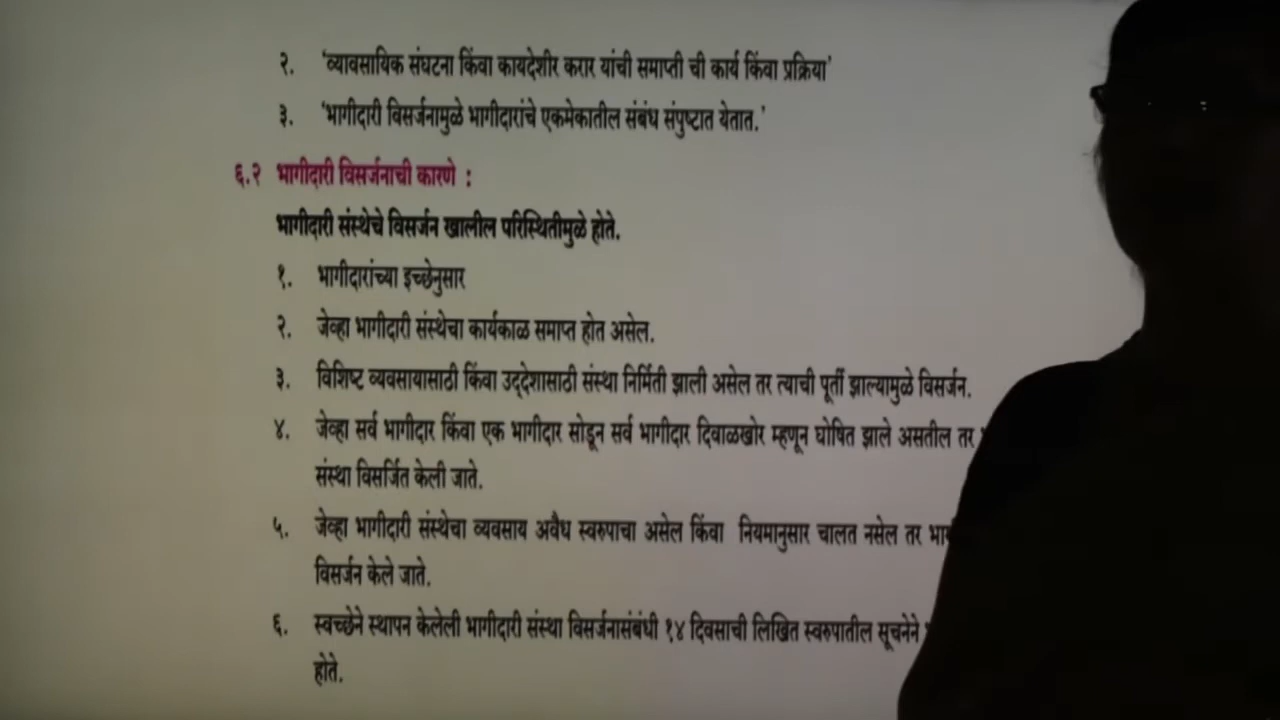 २. 'व्यावसायिक संघटना किंवा कायदेशीर करार यांची समाप्ती ची कार्य किंवा प्रक्रिया'
३. 'भागीदारी विसर्जनामुळे भागीदारांचे एकमेकातील संबंध संपुष्टात येतात.'
६.२ भागीदारी विसर्जनाची कारणे :
भागीदारी संस्थेचे विसर्जन खालील परिस्थितीमुळे होते.
१. भागीदारांच्या इच्छेनुसार
२. जेव्हा भागीदारी संस्थेचा कार्यकाळ समाप्त होत असेल.
३. विशिष्ट व्यवसायासाठी किंवा उद्देशासाठी संस्था निर्मिती झाली असेल तर त्याची पूर्ती झाल्यामुळे विसर्जन.
४. जेव्हा सर्व भागीदार किंवा एक भागीदार सोडून सर्व भागीदार दिवाळखोर म्हणून घोषित झाले असतील तर
संस्था विसर्जित केली जाते.
५. जेव्हा भागीदारी संस्थेचा व्यवसाय अवैध स्वरुपाचा असेल किंवा नियमानुसार चालत नसेल तर
विसर्जन केले जाते.
६. स्वच्छेने स्थापन केलेली भागीदारी संस्था विसर्जनासंबंधी १४ दिवसाची लिखित स्वरुपातील सूचनेने
होते.